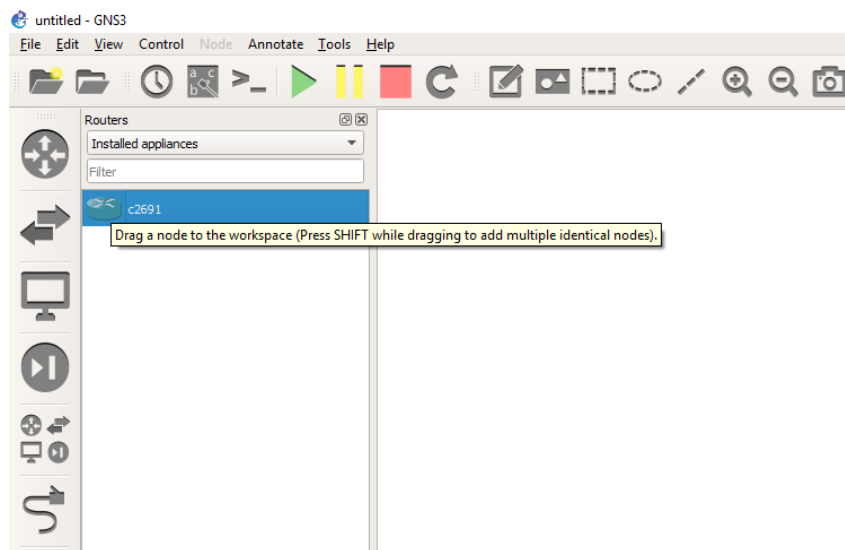 untitled - GNS3
File Edit View Control Node Annotate Tools Help
Routers
Installed appliances
Filter
c2691
Drag a node to the workspace (Press SHIFT while dragging to add multiple identical nodes).